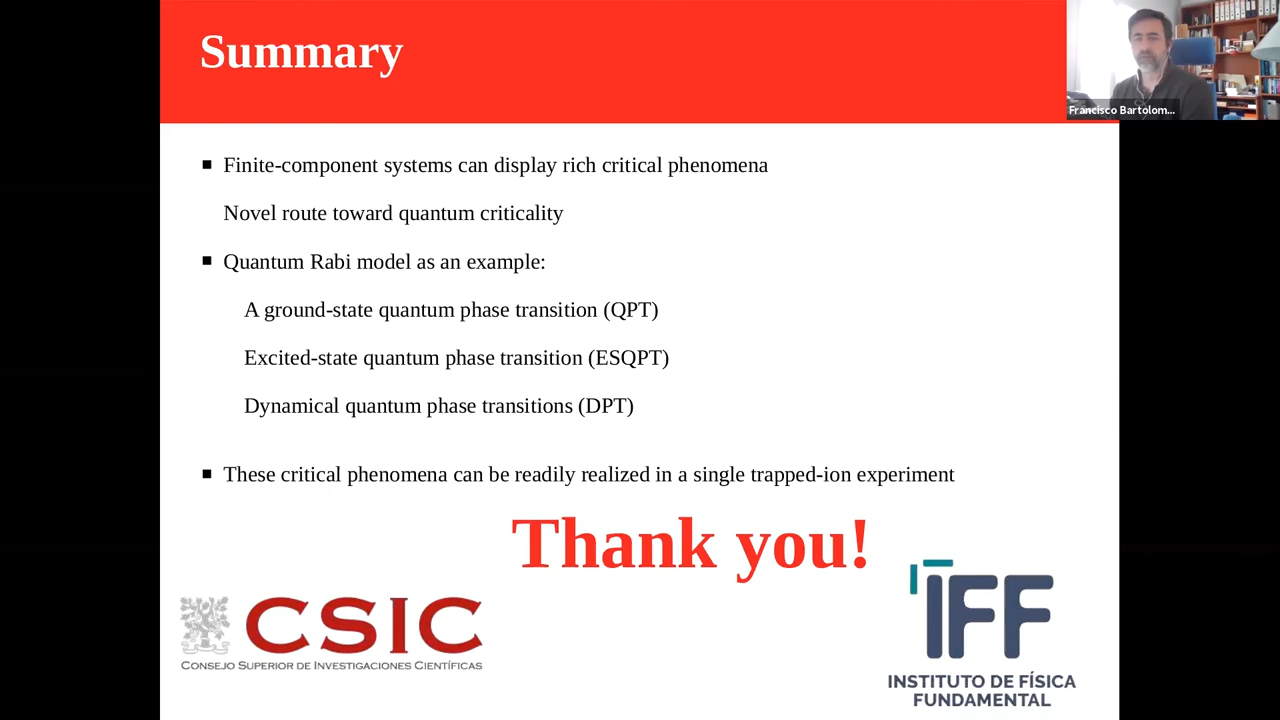 Summary
Francisco Bartolom...
■ Finite-component systems can display rich critical phenomena
Novel route toward quantum criticality
■ Quantum Rabi model as an example:
A ground-state quantum phase transition (QPT)
Excited-state quantum phase transition (ESQPT)
Dynamical quantum phase transitions (DPT)
■ These critical phenomena can be readily realized in a single trapped-ion experiment
Thank you!
CSIC
CONSEJO SUPERIOR DE INVESTIGACIONES CIENTÍFICAS
IFF
INSTITUTO DE FÍSICA
FUNDAMENTAL